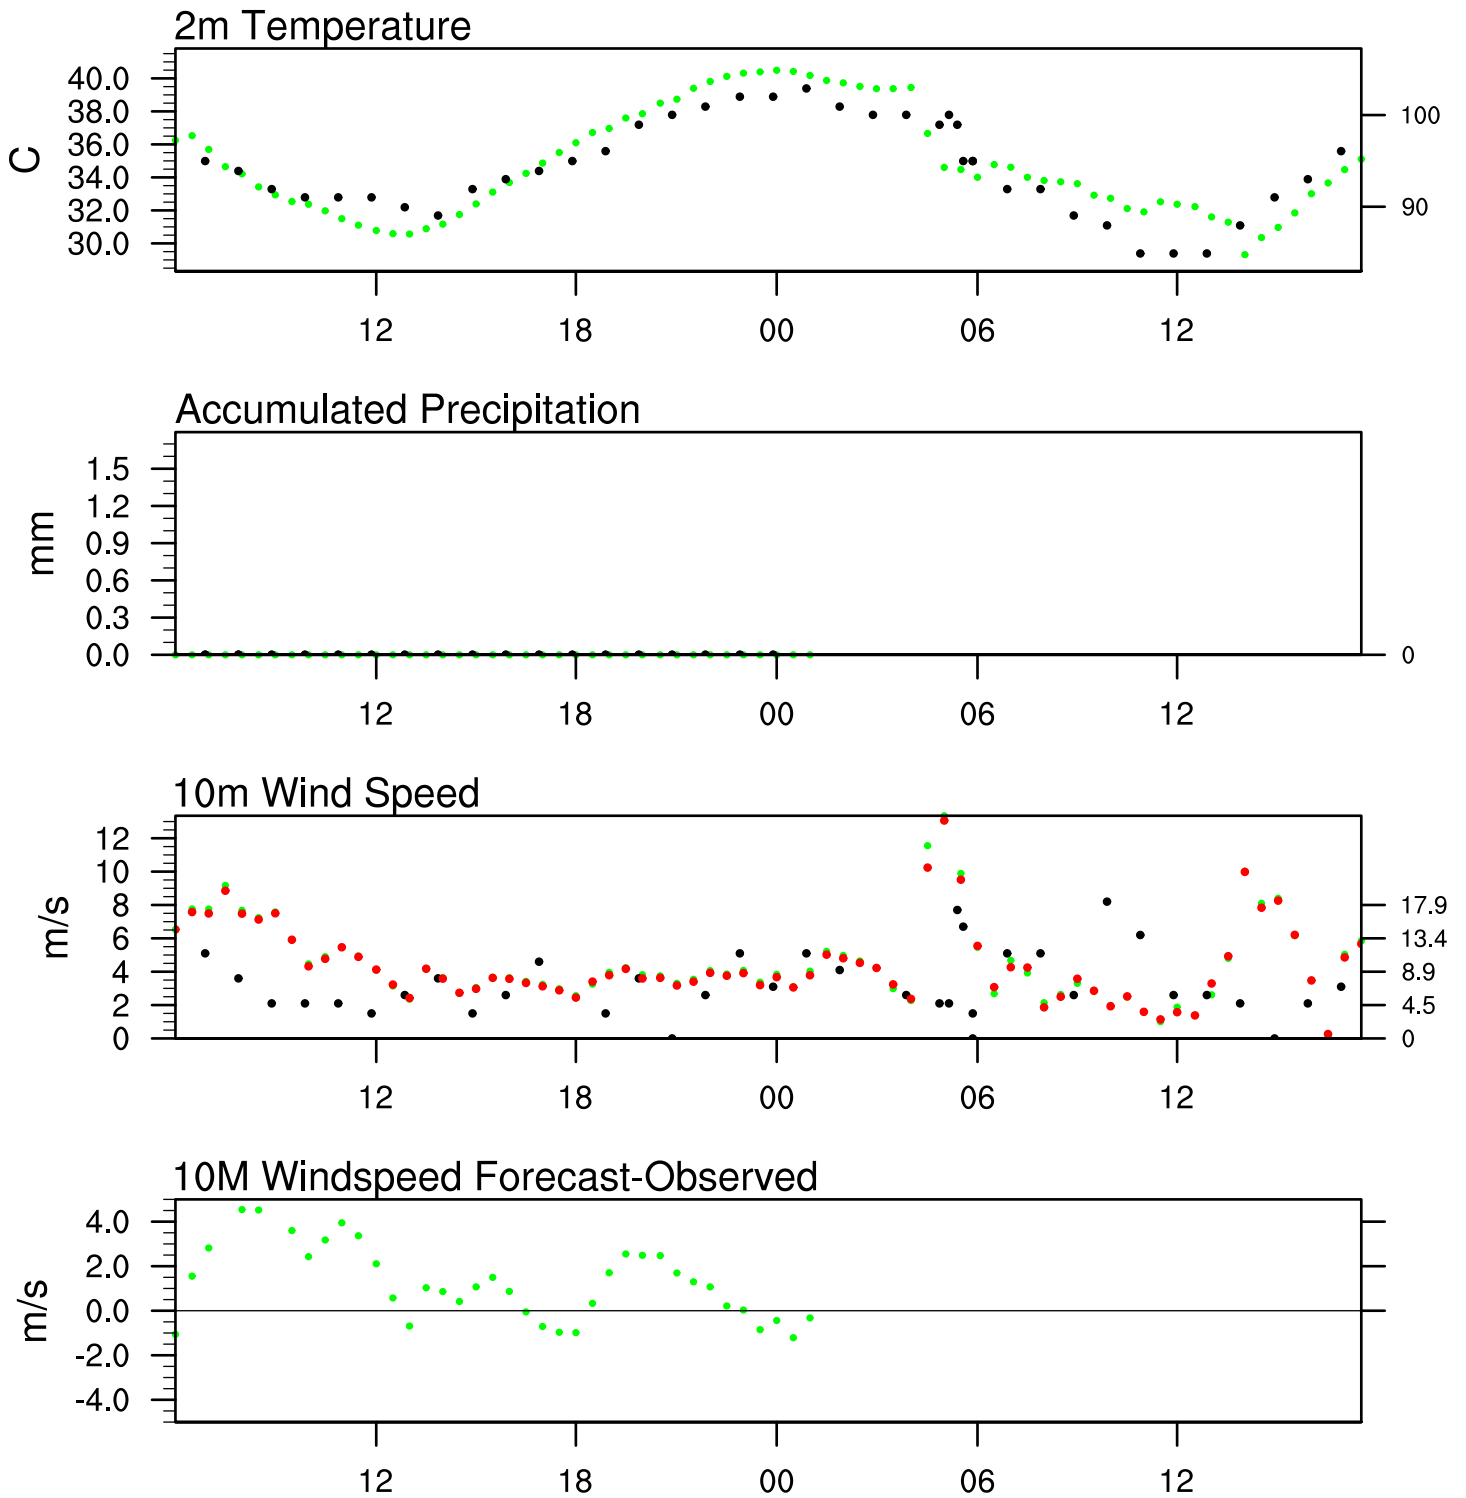 2m Temperature
40.0
38.0
36.0
34.0
32.0
30.0
C
100
90
12 18 00 06 12
Accumulated Precipitation
1.5
1.2
0.9
0.6
0.3
0.0
mm
0
12 18 00 06 12
10m Wind Speed
12
10
8
6
4
2
0
m/s
17.9
13.4
8.9
4.5
0
12 18 00 06 12
10M Windspeed Forecast-Observed
4.0
2.0
0.0
-2.0
-4.0
m/s
12 18 00 06 12